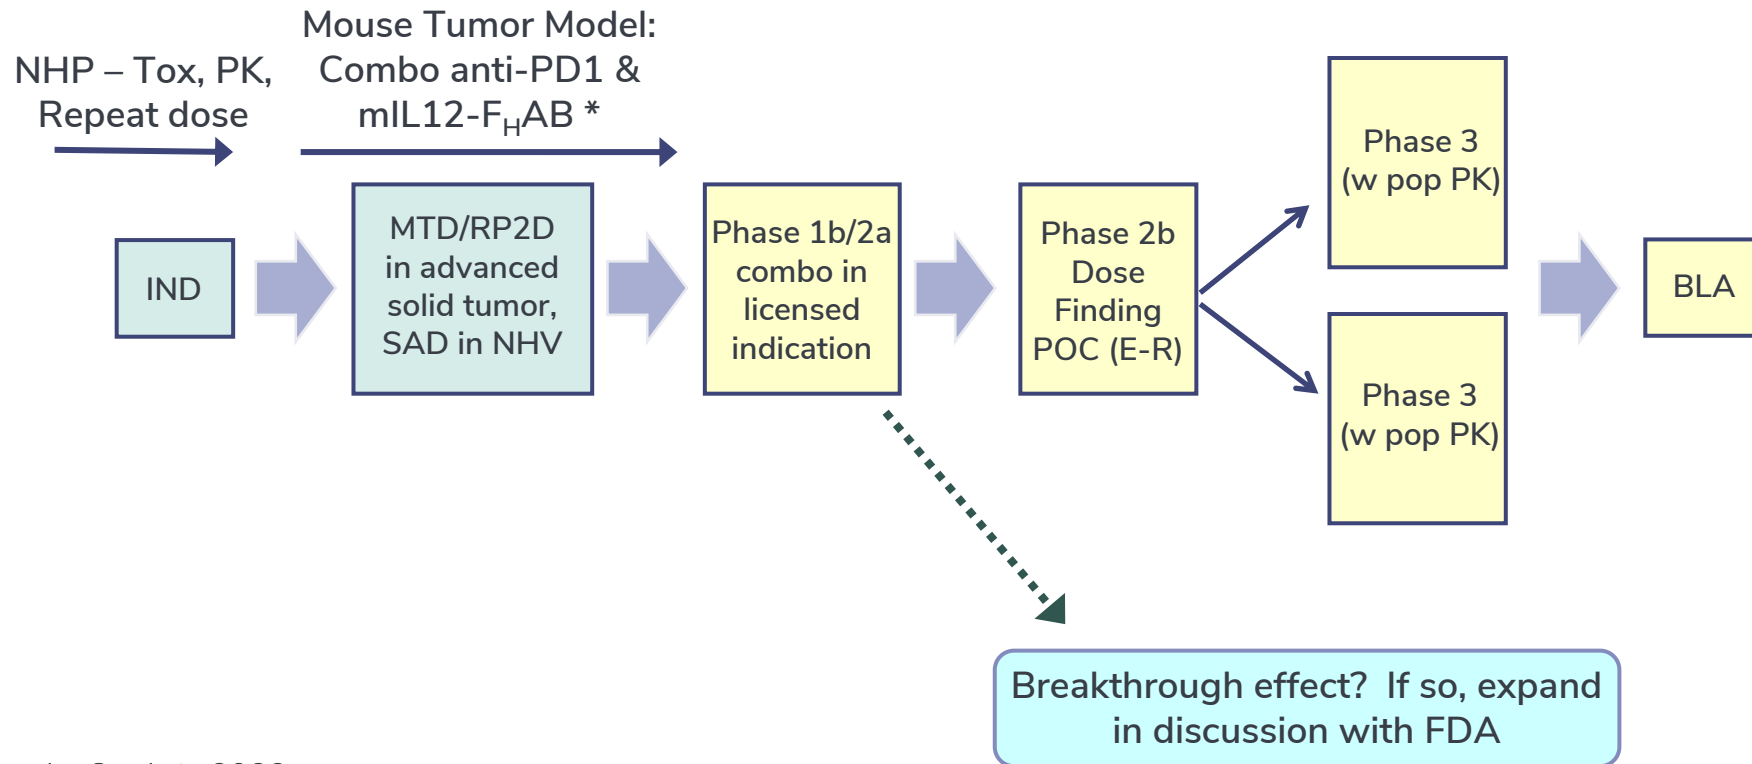 NHP – Tox, PK,
Repeat dose
Mouse Tumor Model:
Combo anti-PD1 &
mIL12-FHAB *
IND
MTD/RP2D
in advanced
solid tumor,
SAD in NHV
Phase 1b/2a
combo in
licensed
indication
Phase 2b
Dose
Finding
POC (E-R)
Phase 3
(w pop PK)
Phase 3
(w pop PK)
BLA
Breakthrough effect? If so, expand
in discussion with FDA